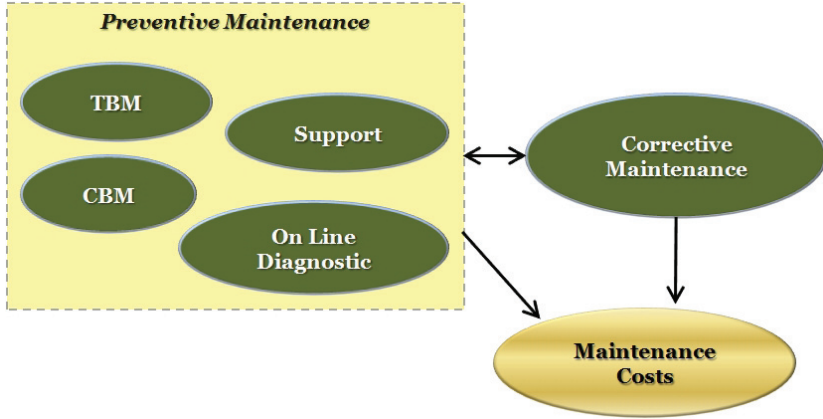 Preventive Maintenance
TBM
Support
CBM
On Line
Diagnostic
Corrective
Maintenance
Maintenance
Costs